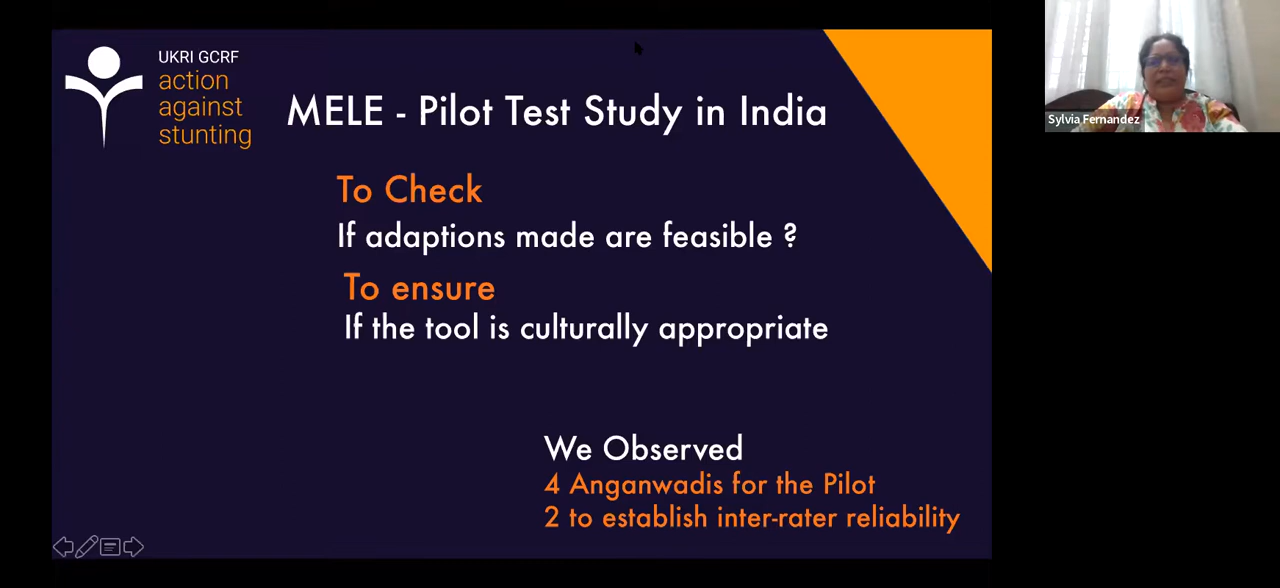 UKRI GCRF
action
against
stunting
MELE - Pilot Test Study in India
To Check
If adaptions made are feasible ?
To ensure
If the tool is culturally appropriate
We Observed
4 Anganwadis for the Pilot
2 to establish inter-rater reliability
Sylvia Fernandez